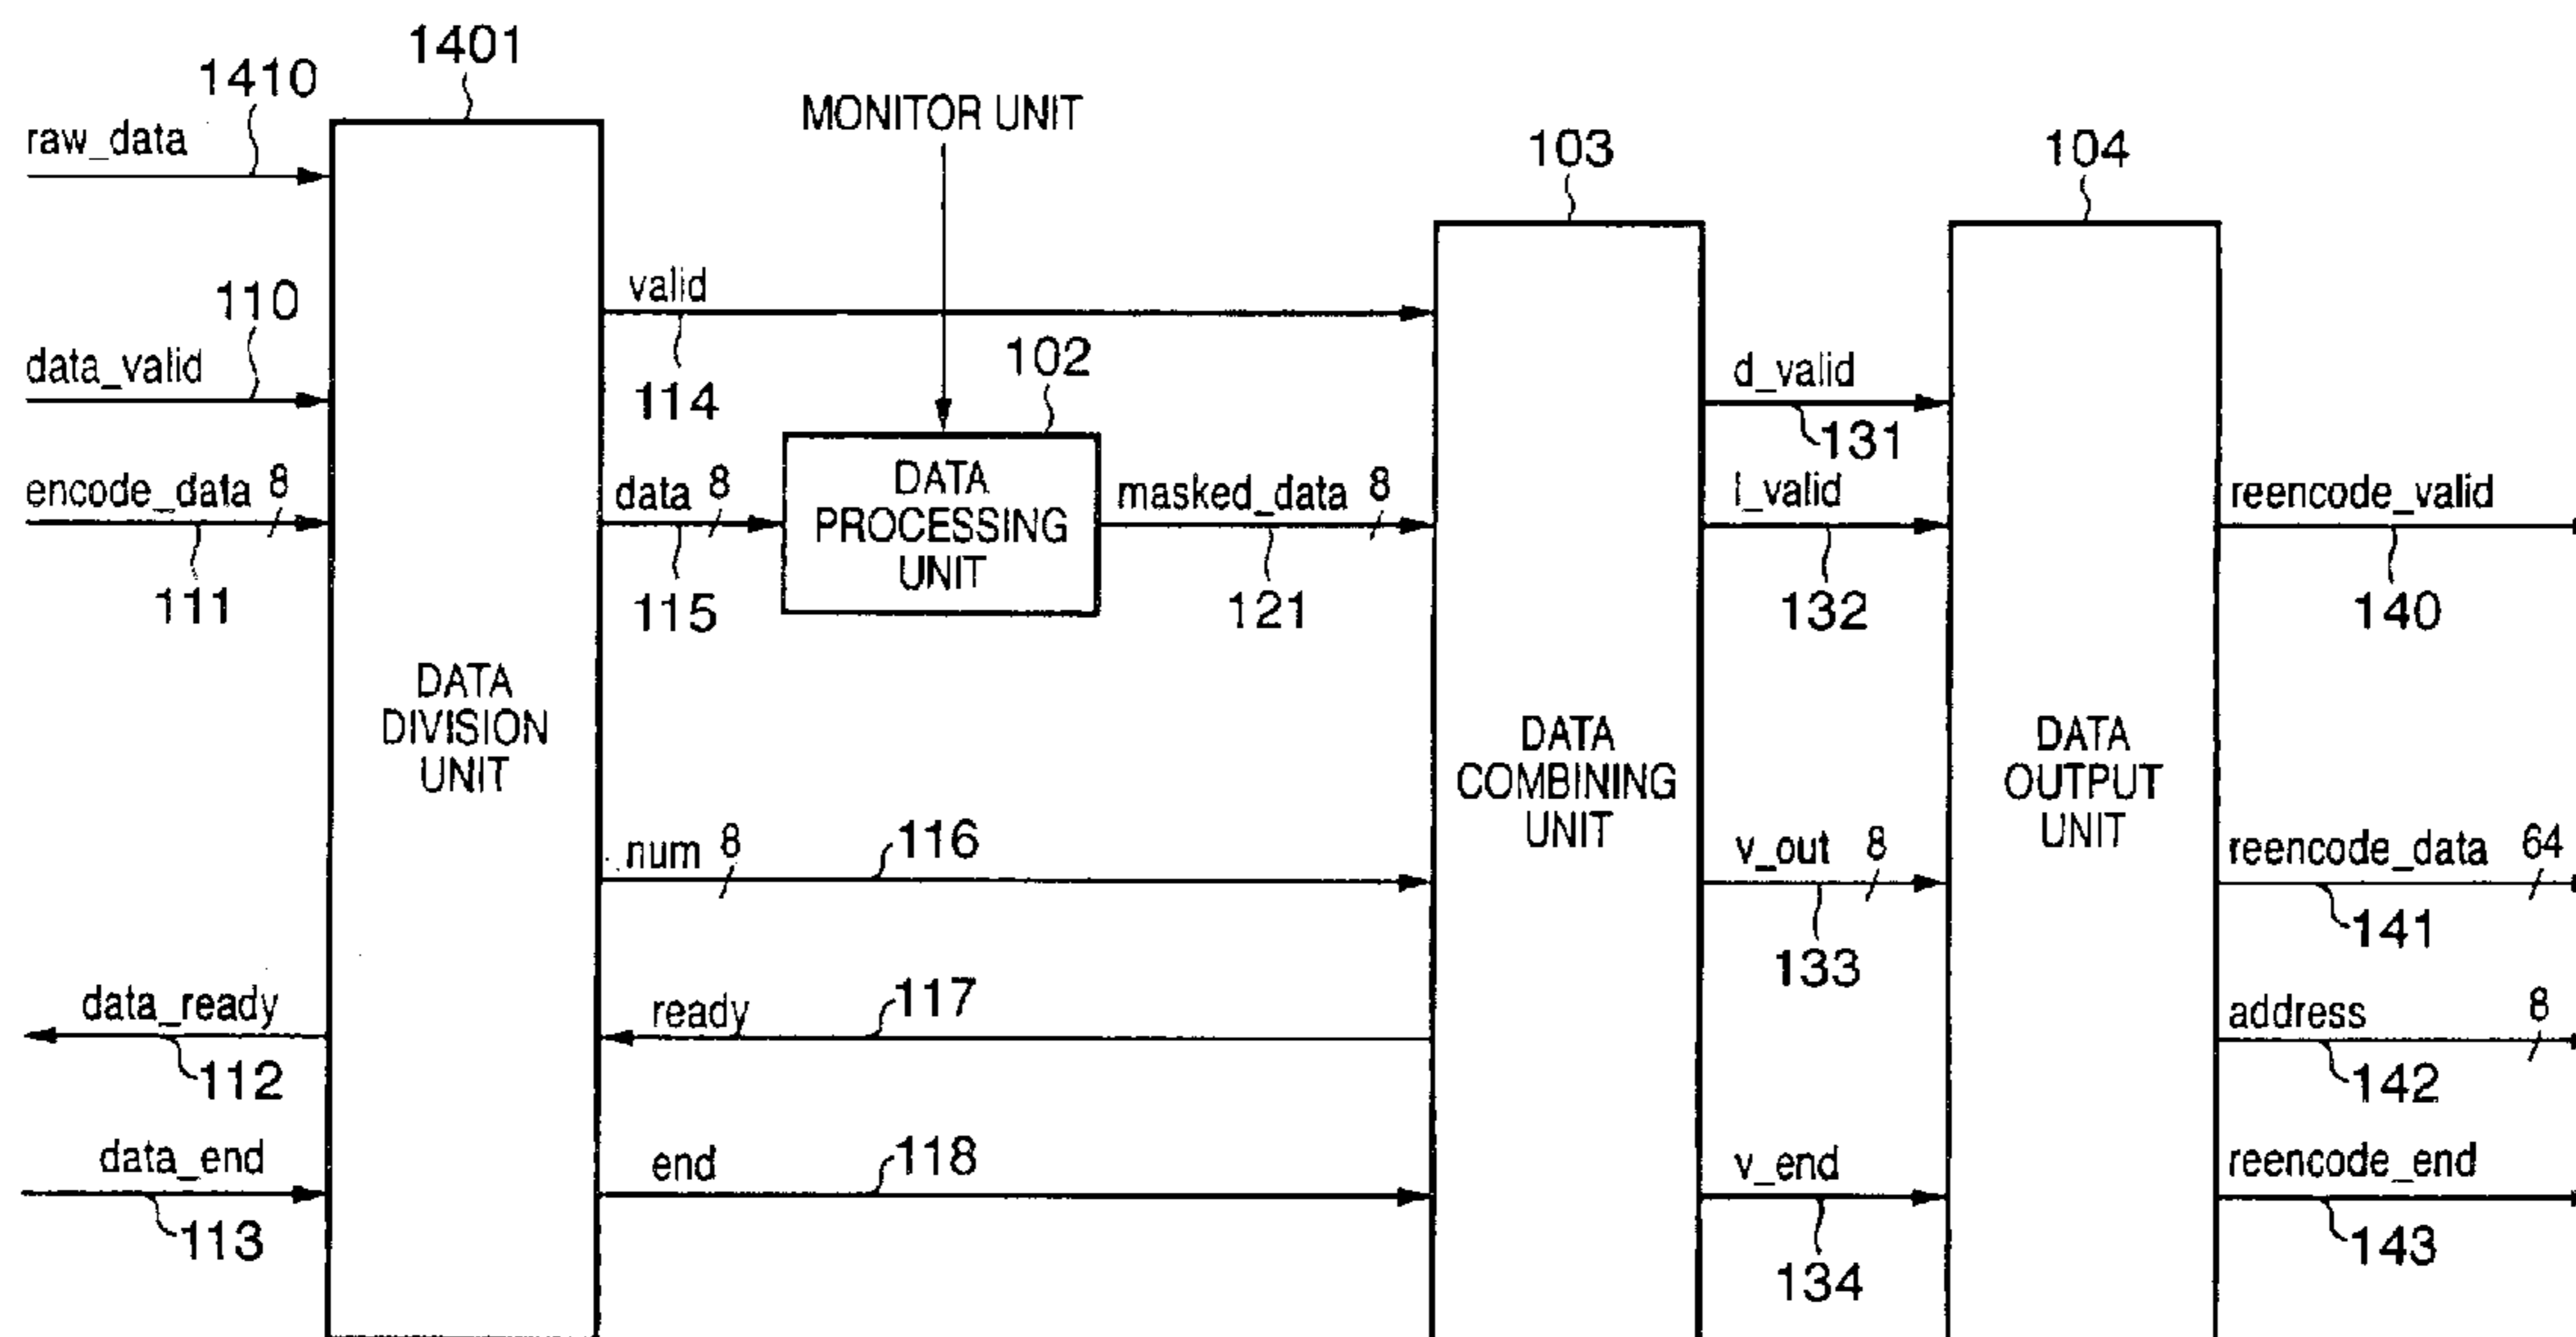 1401
1410
raw_data
MONITOR UNIT
103
104
110
valid
data_valid
114
102
d_valid
131
encode_data 8
data 8
DATA
PROCESSING
UNIT
masked_data 8
l_valid
reencode_valid
111
115
121
132
140
DATA
DIVISION
UNIT
DATA
COMBINING
UNIT
DATA
OUTPUT
UNIT
num 8
116
v_out 8
reencode_data 64
133
141
data_ready
ready
117
address 8
112
142
data_end
end
118
v_end
reencode_end
113
134
143